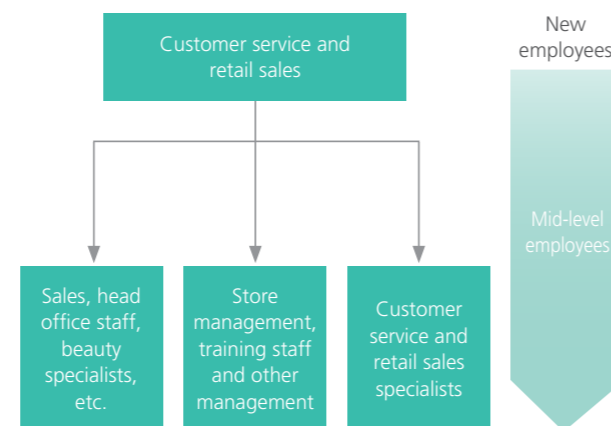 Customer service and
retail sales
New
employees
Mid-level
employees
Sales, head
office staff,
beauty
specialists,
etc.
Store
management,
training staff
and other
management
Customer
service and
retail sales
specialists